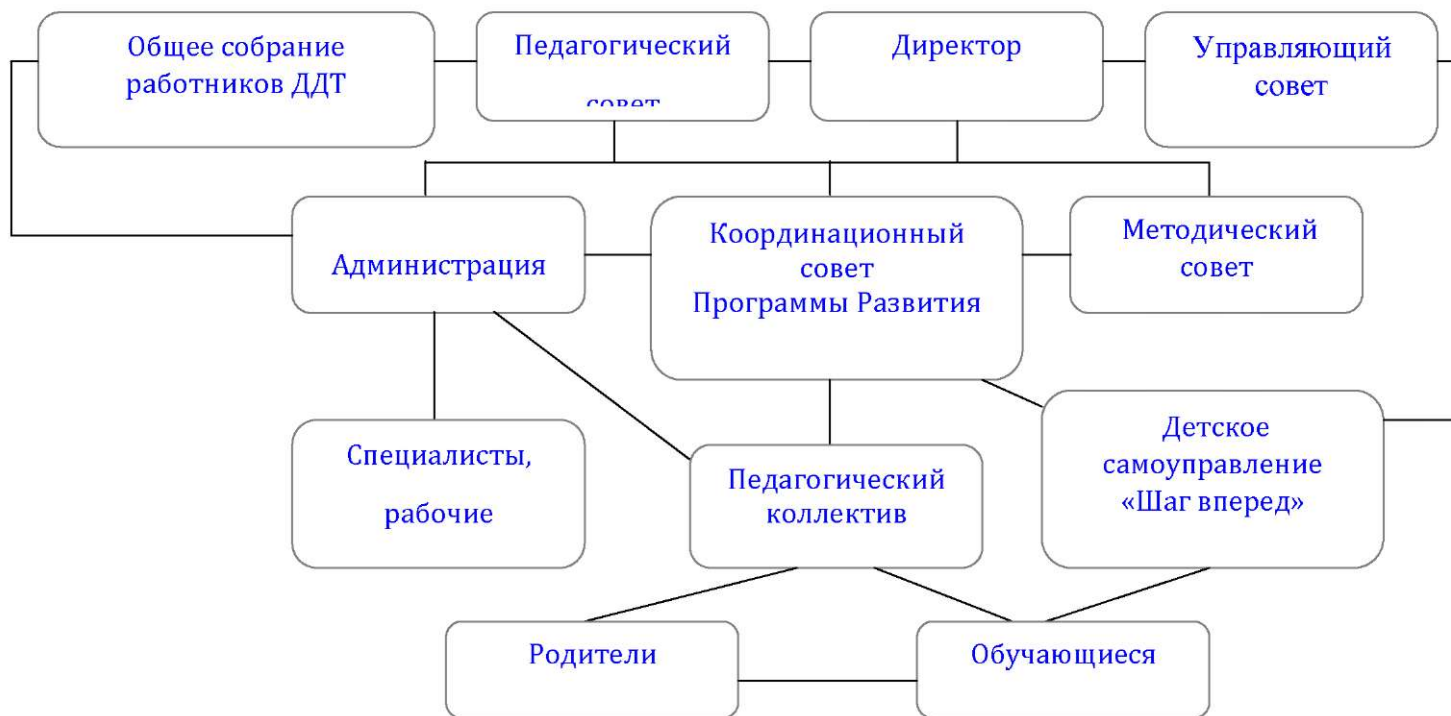 Общее собрание
работников ДДТ
Педагогический
совет
Директор
Управляющий
совет
Администрация
Координационный
совет
Программы Развития
Методический
совет
Специалисты,
рабочие
Педагогический
коллектив
Детское
самоуправление
«Шаг вперед»
Родители
Обучающиеся